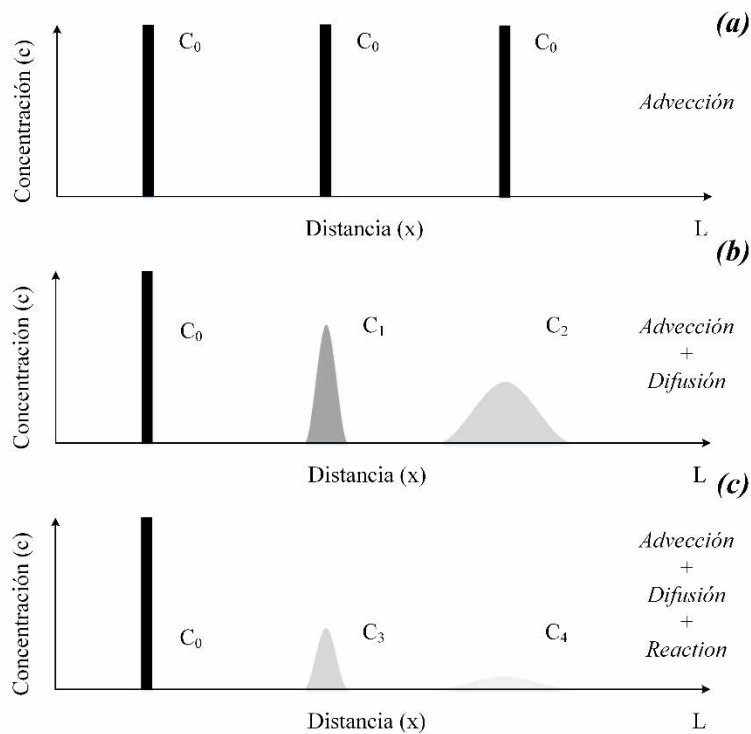 (a)
Concentración (c)
C₀
C₀
C₀
Advección
Distancia (x)
L
(b)
Concentración (c)
C₀
C₁
C₂
Advección
+
Difusión
Distancia (x)
L
(c)
Concentración (c)
C₀
C₃
C₄
Advección
+
Difusión
+
Reaction
Distancia (x)
L